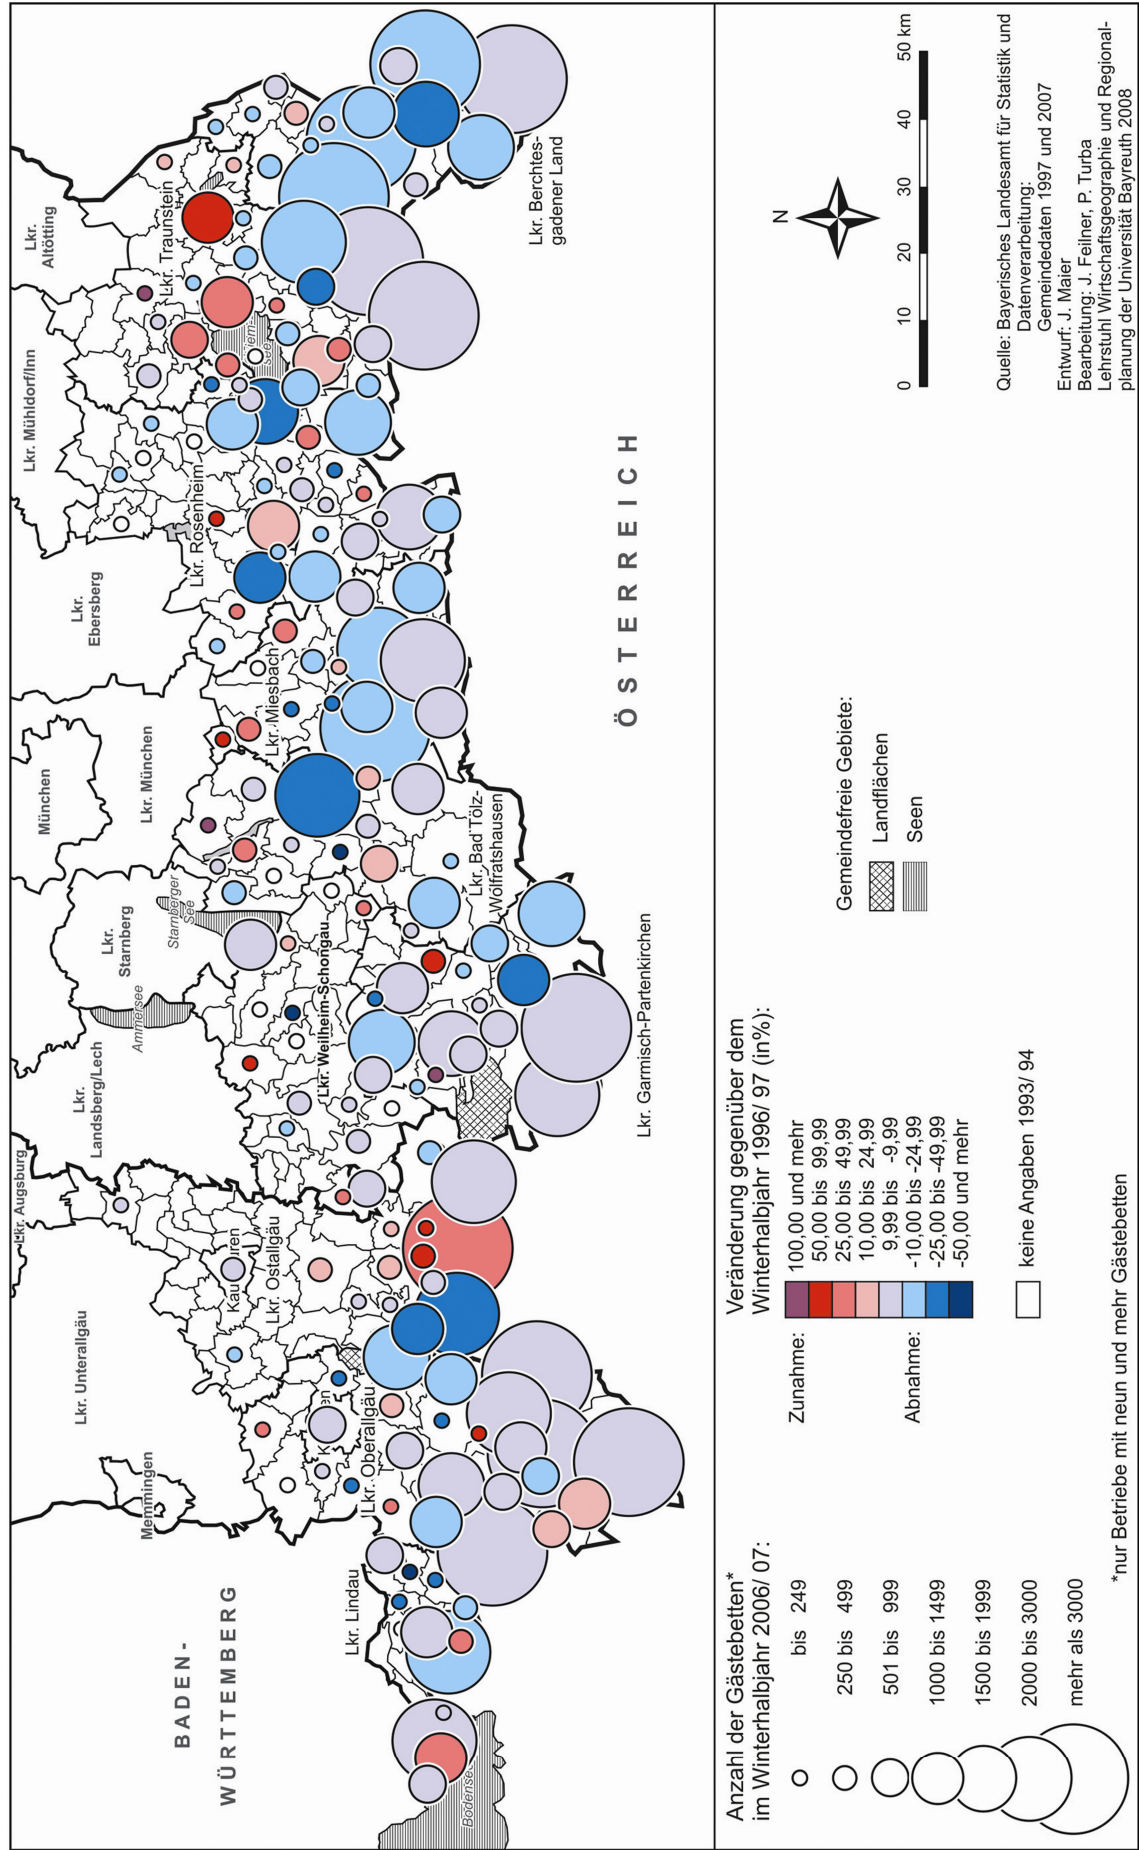 BADEN-
WÜRTTEMBERG
Memmingen
Lkr. Unterallgäu
Lkr. Augsburg
Lkr.
Landsberg/Lech
Ammersee
Lkr.
Starnberg
Starnberger
See
München
Lkr. München
Lkr.
Ebersberg
Lkr. Mühldorf/Inn
Lkr.
Altötting
Lkr. Lindau
Bodensee
Lkr. Oberallgäu
Lkr. Ostallgäu
Lkr. Weilheim-Schongau
Lkr. Garmisch-Partenkirchen
Lkr. Bad Tölz-
Wolfratshausen
Lkr. Miesbach
Lkr. Rosenheim
Lkr. Traunstein
Lkr. Berchtes-
gadener Land
ÖSTERREICH
Anzahl der Gästebetten*
im Winterhalbjahr 2006/ 07:
bis 249
250 bis 499
501 bis 999
1000 bis 1499
1500 bis 1999
2000 bis 3000
mehr als 3000
*nur Betriebe mit neun und mehr Gästebetten
Veränderung gegenüber dem
Winterhalbjahr 1996/ 97 (in%):
Zunahme:
100,00 und mehr
50,00 bis 99,99
25,00 bis 49,99
10,00 bis 24,99
9,99 bis -9,99
Abnahme:
-10,00 bis -24,99
-25,00 bis -49,99
-50,00 und mehr
keine Angaben 1993/ 94
Gemeindefreie Gebiete:
Landflächen
Seen
N
0 10 20 30 40 50 km
Quelle: Bayerisches Landesamt für Statistik und
Datenverarbeitung:
Gemeindedaten 1997 und 2007
Entwurf: J. Maier
Bearbeitung: J. Feilner, P. Turba
Lehrstuhl Wirtschaftsgeographie und Regional-
planung der Universität Bayreuth 2008